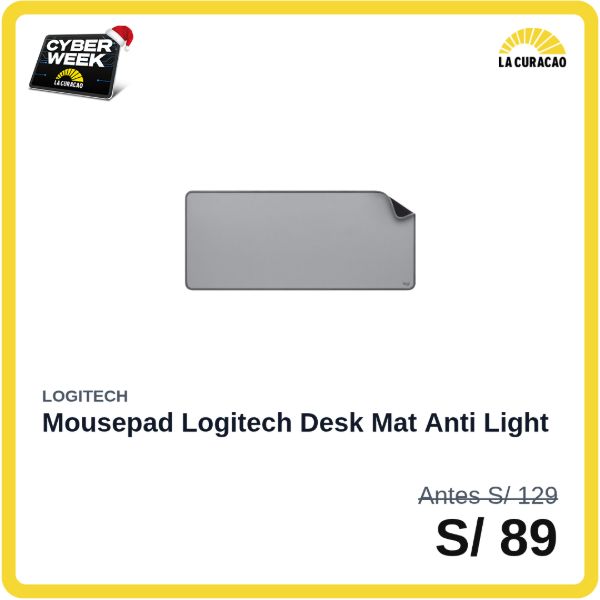 CYBER
WEEK
LA CURACAO
LA CURACAO
LOGITECH
Mousepad Logitech Desk Mat Anti Light
Antes S/ 129
S/ 89